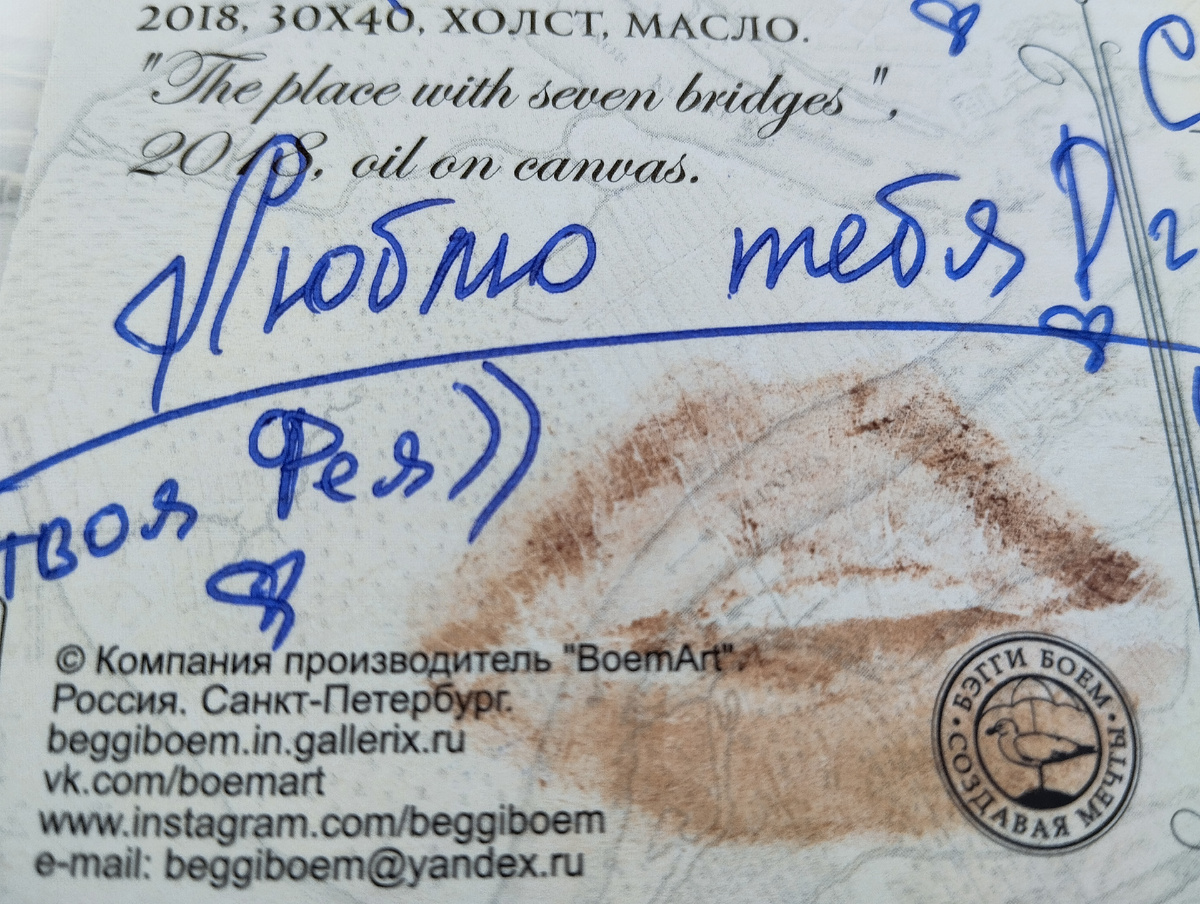 2018, 30X40, ХОЛСТ, МАСЛО.
"The place with seven bridges ",
2018, oil on canvas.
Люблю тебя!
твоя Фея))
© Компания производитель "BoemArt".
Россия. Санкт-Петербург.
beggiboem.in.gallerix.ru
vk.com/boemart
www.instagram.com/beggiboem
e-mail: beggiboem@yandex.ru
БЭГГИ БОЕМ
СОЗДАВАЯ МЕЧТЫ